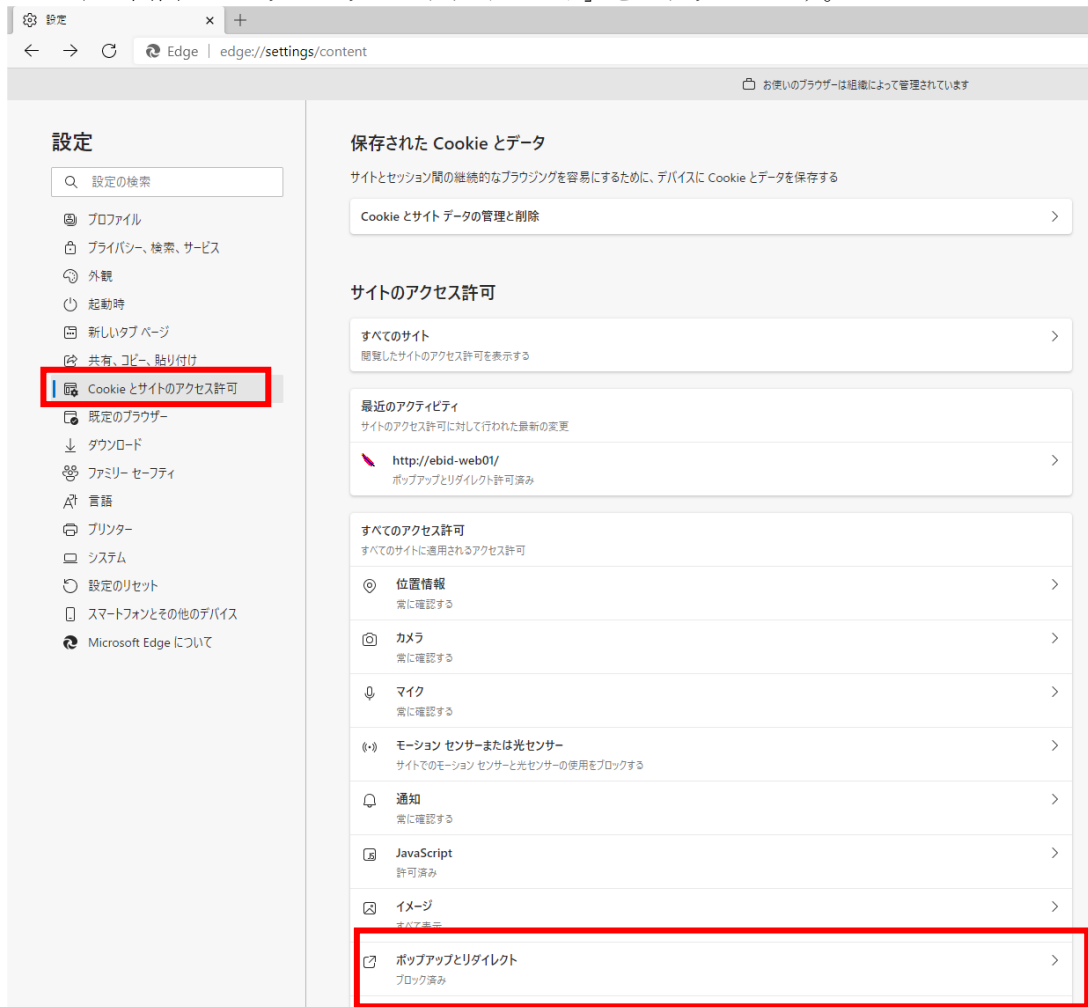 設定
Edge | edge://settings/content
お使いのブラウザーは組織によって管理されています
設定
設定の検索
プロファイル
プライバシー、検索、サービス
外観
起動時
新しいタブ ページ
共有、コピー、貼り付け
Cookie とサイトのアクセス許可
既定のブラウザー
ダウンロード
ファミリー セーフティ
言語
プリンター
システム
設定のリセット
スマートフォンとその他のデバイス
Microsoft Edge について
保存された Cookie とデータ
サイトとセッション間の継続的なブラウジングを容易にするために、デバイスに Cookie とデータを保存する
Cookie とサイト データの管理と削除
サイトのアクセス許可
すべてのサイト
閲覧したサイトのアクセス許可を表示する
最近のアクティビティ
サイトのアクセス許可に対して行われた最新の変更
http://ebid-web01/
ポップアップとリダイレクト許可済み
すべてのアクセス許可
すべてのサイトに適用されるアクセス許可
位置情報
常に確認する
カメラ
常に確認する
マイク
常に確認する
モーション センサーまたは光センサー
サイトでのモーション センサーと光センサーの使用をブロックする
通知
常に確認する
JavaScript
許可済み
イメージ
すべて表示
ポップアップとリダイレクト
ブロック済み